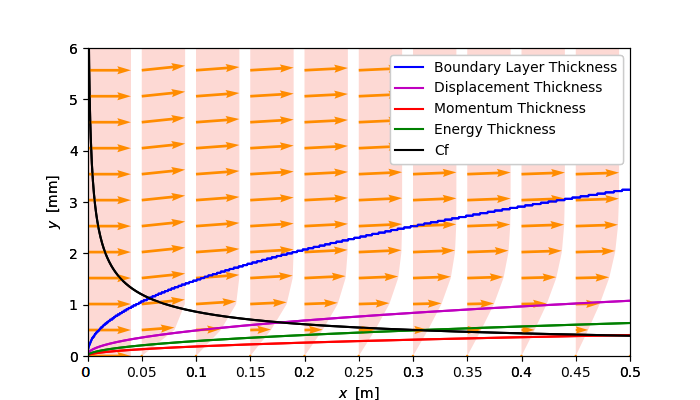 6
5
4
3
2
1
0
y [mm]
Boundary Layer Thickness
Displacement Thickness
Momentum Thickness
Energy Thickness
Cf
0 0.05 0.1 0.15 0.2 0.25 0.3 0.35 0.4 0.45 0.5
x [m]